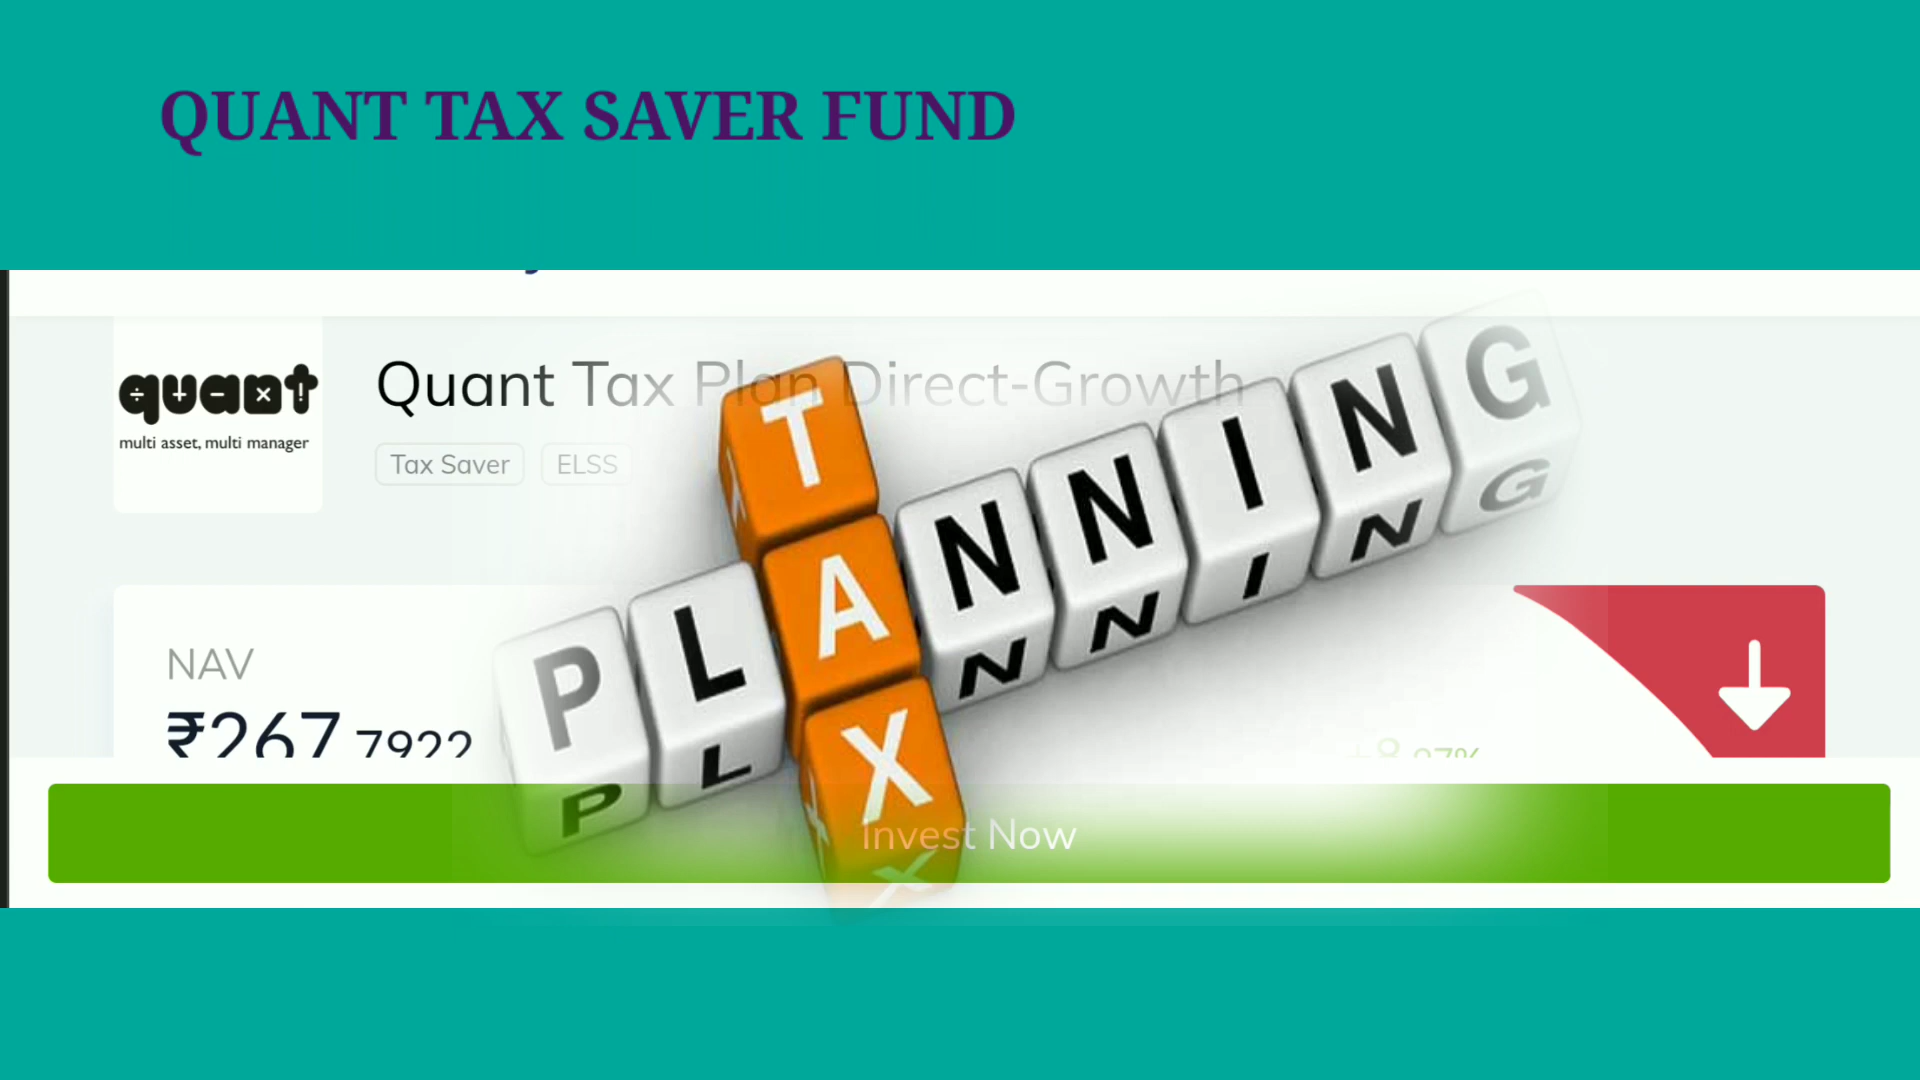 QUANT TAX SAVER FUND
quant
multi asset, multi manager
Quant Tax Plan Direct-Growth
Tax Saver
ELSS
TAX
PLANNING
NAV
₹267.7922
Invest Now